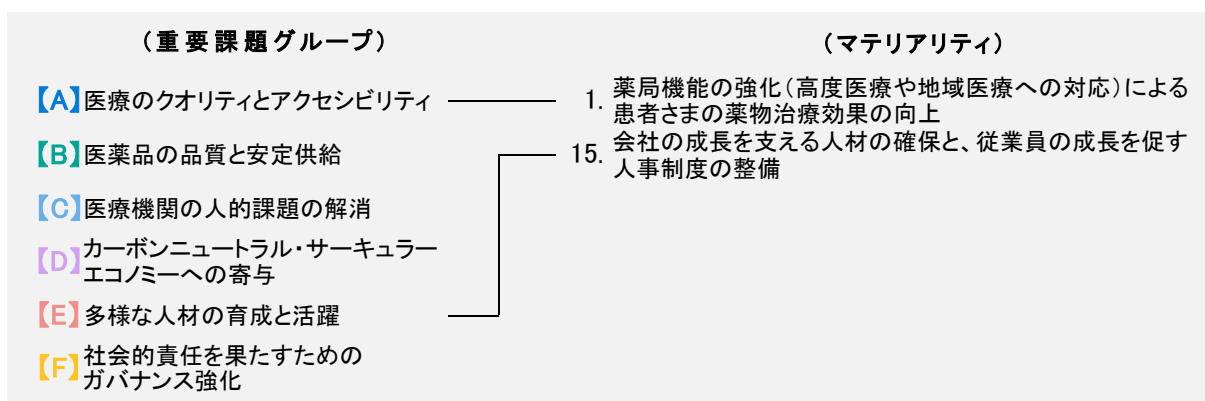 （重要課題グループ）
（マテリアリティ）
【A】医療のクオリティとアクセシビリティ
1. 薬局機能の強化（高度医療や地域医療への対応）による
患者さまの薬物治療効果の向上
【B】医薬品の品質と安定供給
15. 会社の成長を支える人材の確保と、従業員の成長を促す
人事制度の整備
【C】医療機関の人的課題の解消
【D】カーボンニュートラル・サーキュラー
エコノミーへの寄与
【E】多様な人材の育成と活躍
【F】社会的責任を果たすための
ガバナンス強化